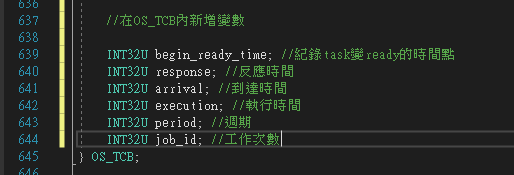 636
637 //在OS_TCB內新增變數
638
639 INT32U begin_ready_time; //紀錄task變ready的時間點
640 INT32U response; //反應時間
641 INT32U arrival; //到達時間
642 INT32U execution; //執行時間
643 INT32U period; //週期
644 INT32U job_id; //工作次數
645 } OS_TCB;
646